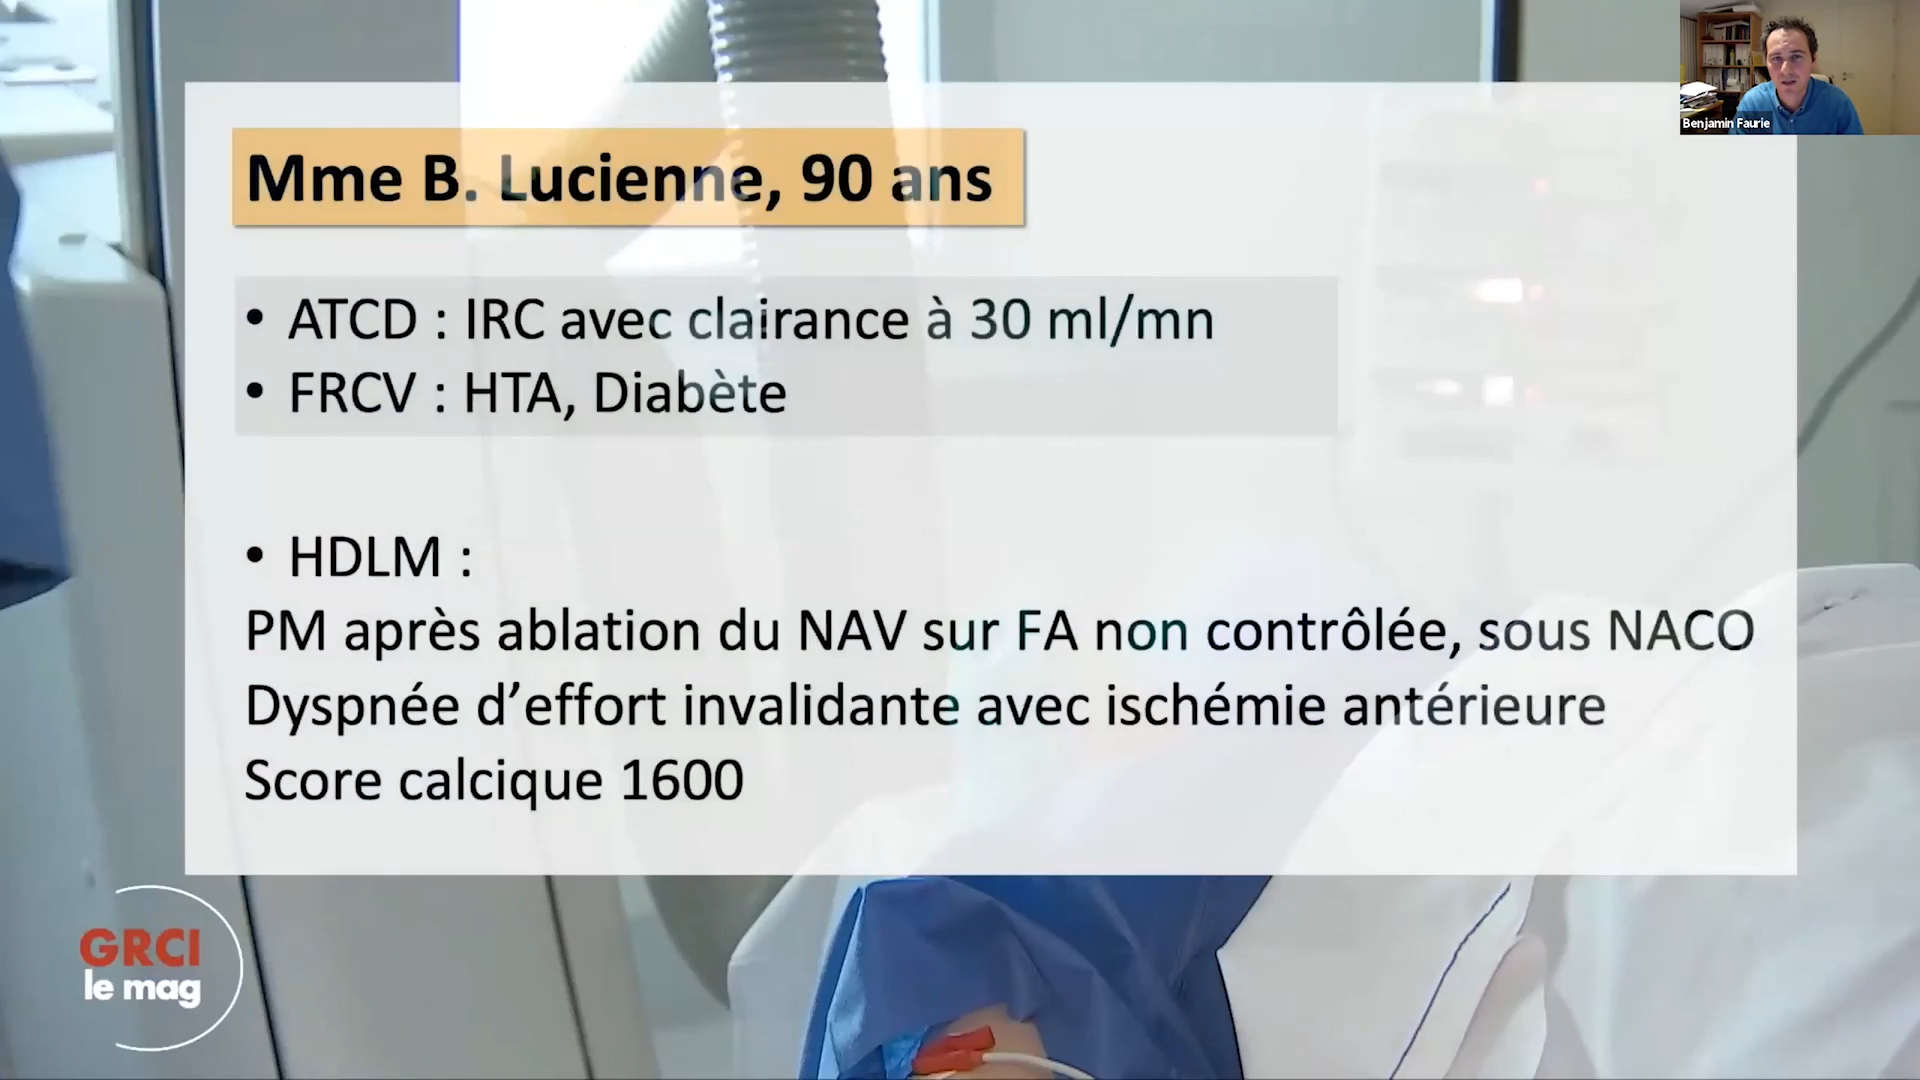 Benjamin Faurie
Mme B. Lucienne, 90 ans
• ATCD : IRC avec clairance à 30 ml/mn
• FRCV : HTA, Diabète
• HDLM :
PM après ablation du NAV sur FA non contrôlée, sous NACO
Dyspnée d’effort invalidante avec ischémie antérieure
Score calcique 1600
GRCI
le mag